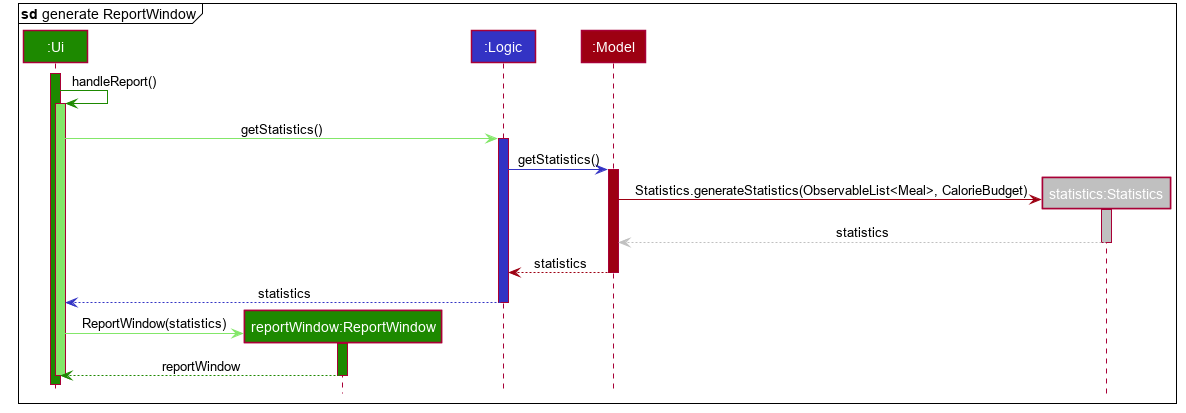 sd generate ReportWindow
:Ui
:Logic
:Model
handleReport()
getStatistics()
getStatistics()
Statistics.generateStatistics(ObservableList<Meal>, CalorieBudget)
statistics:Statistics
statistics
statistics
statistics
ReportWindow(statistics)
reportWindow:ReportWindow
reportWindow